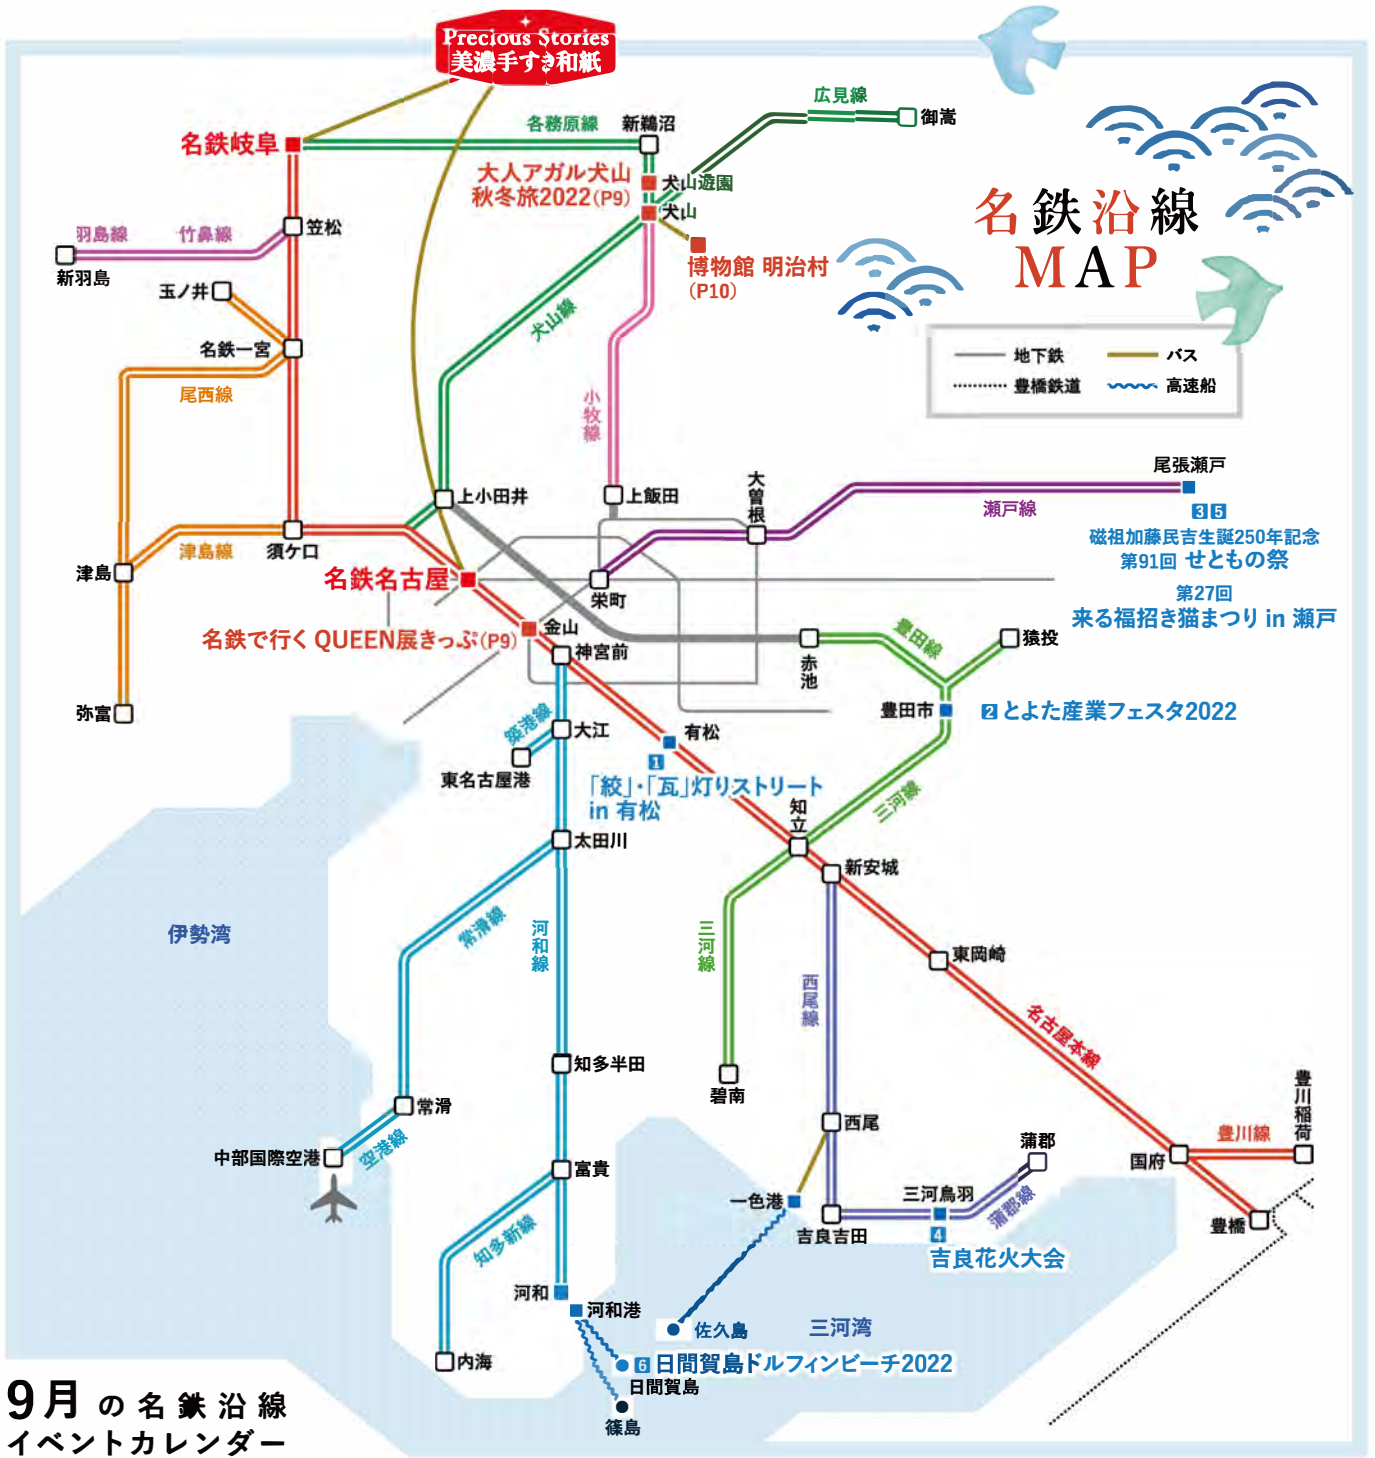 Precious Stories
美濃手すき和紙
名鉄沿線
MAP
地下鉄
バス
豊橋鉄道
高速船
名鉄岐阜
各務原線
新鵜沼
広見線
御嵩
大人アガル犬山
秋冬旅2022(P9)
犬山遊園
犬山
博物館 明治村
(P10)
羽島線
竹鼻線
笠松
新羽島
玉ノ井
名鉄一宮
尾西線
犬山線
小牧線
上小田井
上飯田
大曽根
瀬戸線
尾張瀬戸
3 5
磁祖加藤民吉生誕250年記念
第91回 せともの祭
第27回
来る福招き猫まつり in 瀬戸
津島線
須ケ口
津島
名鉄名古屋
栄町
名鉄で行く QUEEN展きっぷ(P9)
金山
神宮前
赤池
豊田線
猿投
弥富
築港線
大江
東名古屋港
有松
1
「絞」・「瓦」灯りストリート
in 有松
豊田市
2 とよた産業フェスタ2022
三河線
知立
太田川
新安城
伊勢湾
常滑線
河和線
三河線
西尾線
東岡崎
名古屋本線
知多半田
碧南
常滑
中部国際空港
空港線
富貴
西尾
蒲郡
国府
豊川線
豊川稲荷
豊橋
一色港
三河鳥羽
蒲郡線
吉良吉田
4
吉良花火大会
知多新線
河和
河和港
佐久島
三河湾
内海
6 日間賀島ドルフィンビーチ2022
日間賀島
篠島
9月の名鉄沿線
イベントカレンダー